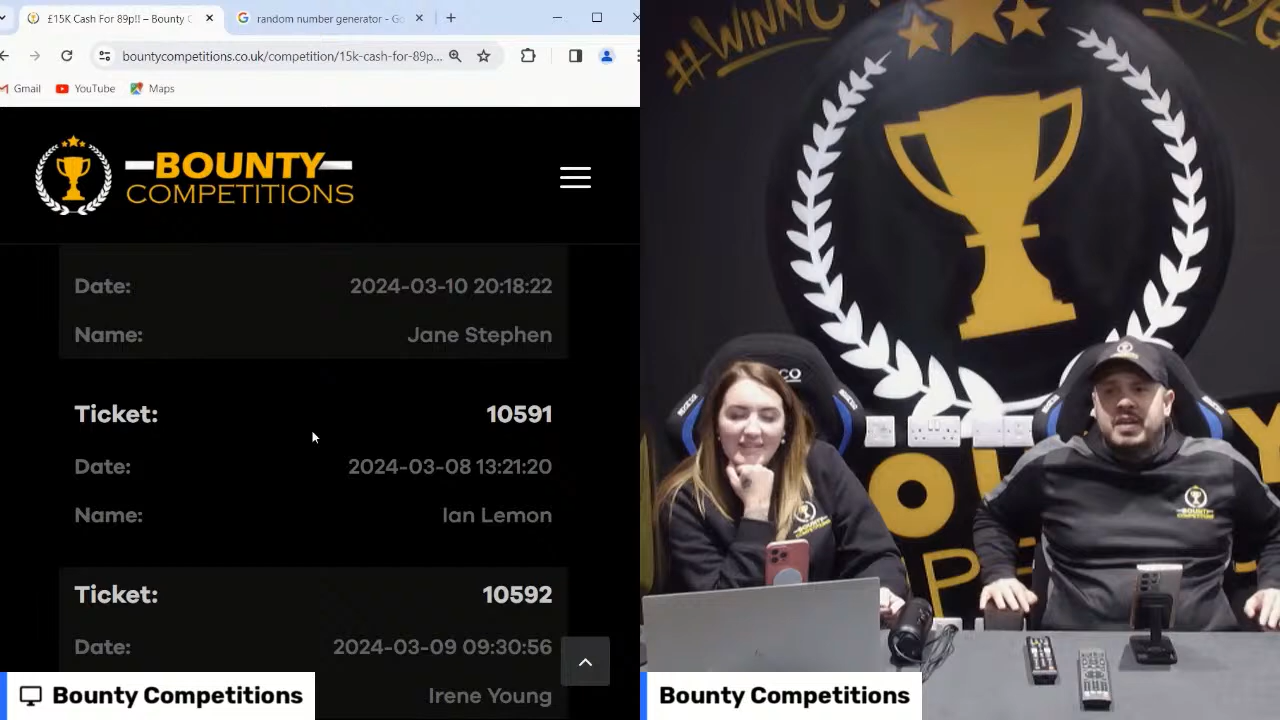 £15K Cash For 89p!! – Bounty C
random number generator - Go
bountycompetitions.co.uk/competition/15k-cash-for-89p...
Gmail
YouTube
Maps
BOUNTY
COMPETITIONS
Date:
2024-03-10 20:18:22
Name:
Jane Stephen
Ticket:
10591
Date:
2024-03-08 13:21:20
Name:
Ian Lemon
Ticket:
10592
Date:
2024-03-09 09:30:56
Irene Young
Bounty Competitions
Bounty Competitions